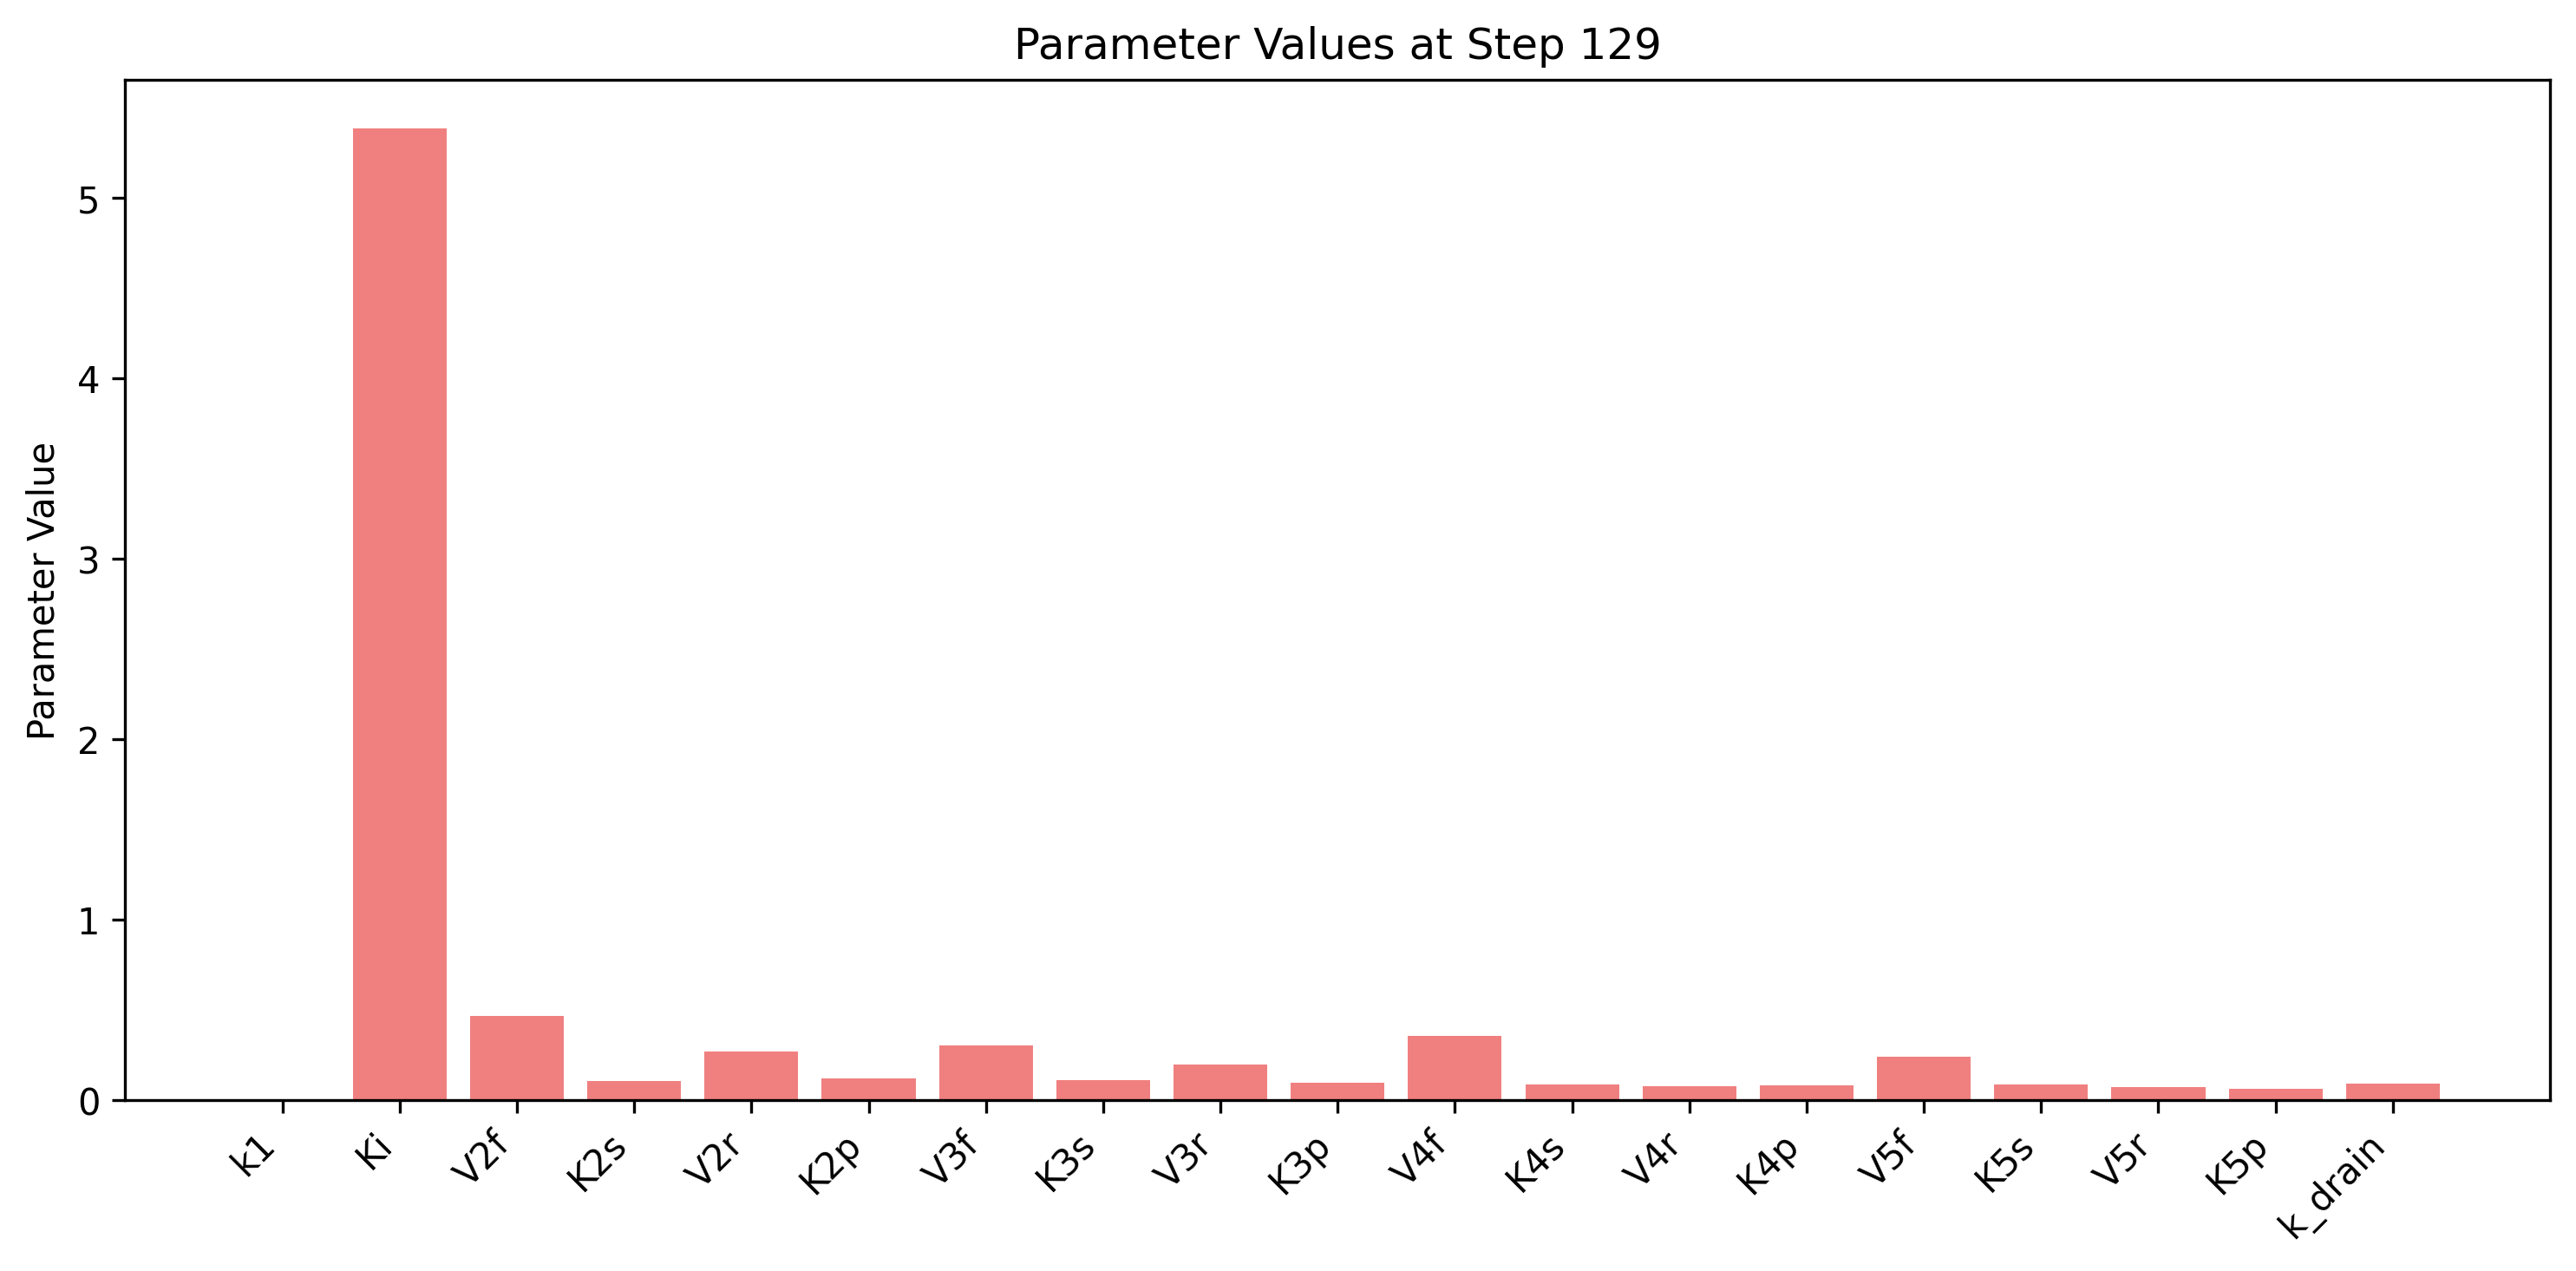 Parameter Values at Step 129
Parameter Value
5
4
3
2
1
0
k1
Ki
V2f
K2s
V2r
K2p
V3f
K3s
V3r
K3p
V4f
K4s
V4r
K4p
V5f
K5s
V5r
K5p
k_drain